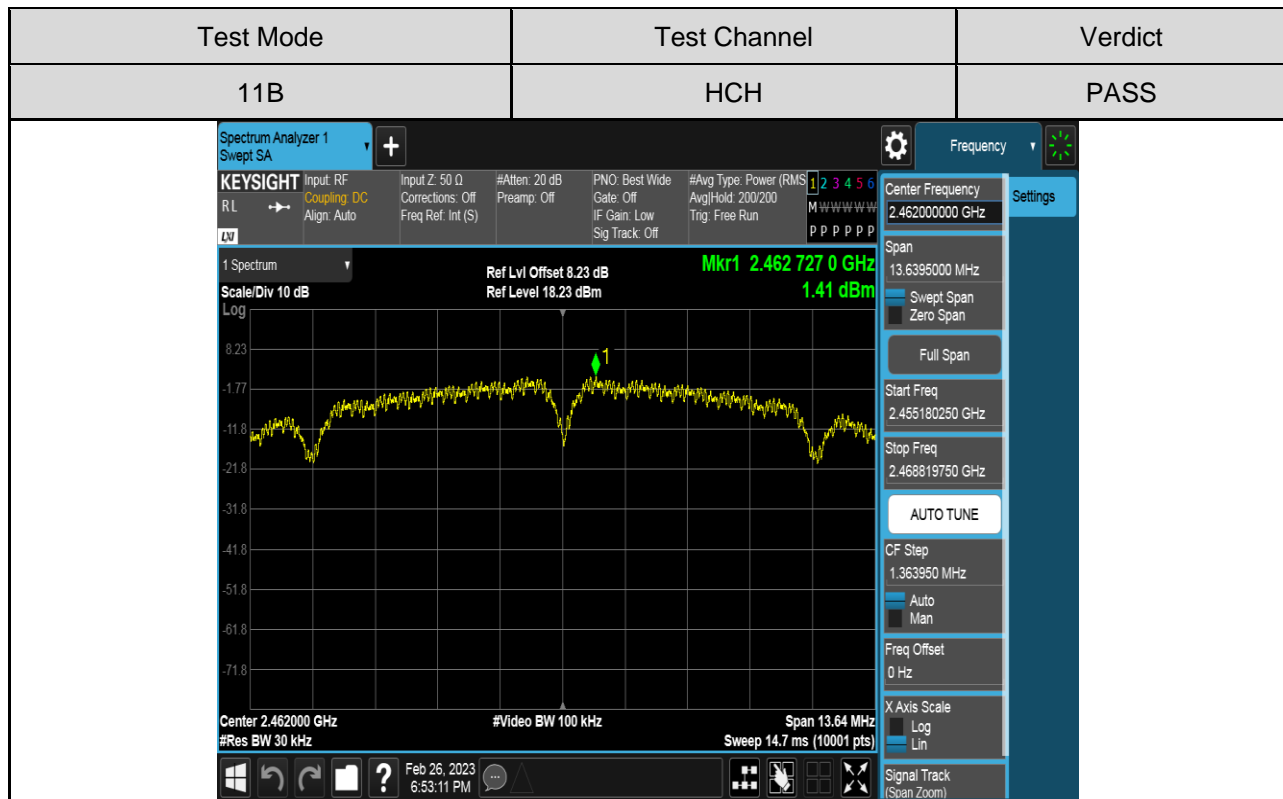 Test Mode Test Channel Verdict
11B HCH PASS
Spectrum Analyzer 1
Swept SA
+
Frequency
KEYSIGHT
RL
LXI
Input: RF
Coupling: DC
Align: Auto
Input Z: 50 Ω
Corrections: Off
Freq Ref: Int (S)
#Atten: 20 dB
Preamp: Off
PNO: Best Wide
Gate: Off
IF Gain: Low
Sig Track: Off
#Avg Type: Power (RMS
Avg|Hold: 200/200
Trig: Free Run
1 2 3 4 5 6
M W W W W W
P P P P P P
1 Spectrum
Scale/Div 10 dB
Log
Ref Lvl Offset 8.23 dB
Ref Level 18.23 dBm
Mkr1 2.462 727 0 GHz
1.41 dBm
1
8.23
-1.77
-11.8
-21.8
-31.8
-41.8
-51.8
-61.8
-71.8
Center 2.462000 GHz
#Res BW 30 kHz
#Video BW 100 kHz
Span 13.64 MHz
Sweep 14.7 ms (10001 pts)
Center Frequency
2.462000000 GHz
Span
13.6395000 MHz
Swept Span
Zero Span
Full Span
Start Freq
2.455180250 GHz
Stop Freq
2.468819750 GHz
AUTO TUNE
CF Step
1.363950 MHz
Auto
Man
Freq Offset
0 Hz
X Axis Scale
Log
Lin
Signal Track
(Span Zoom)
Settings
?
Feb 26, 2023
6:53:11 PM